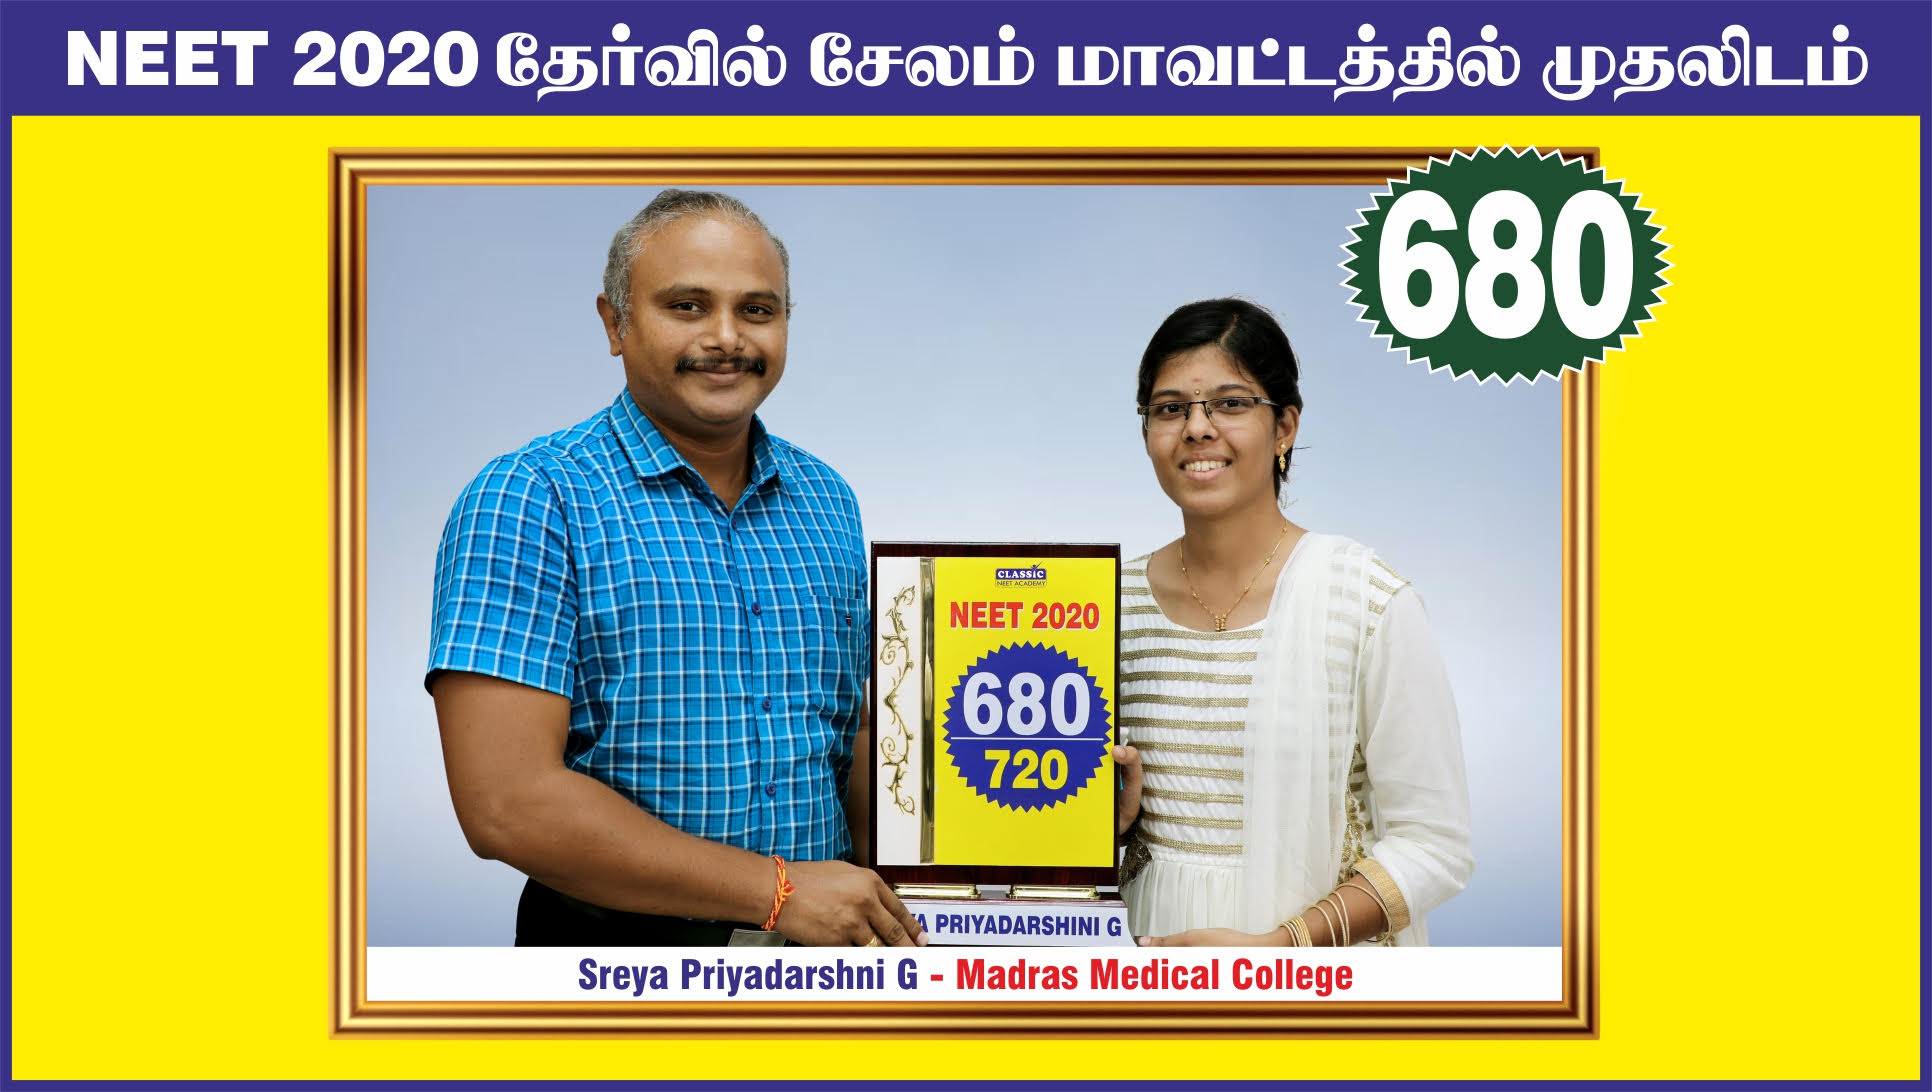 NEET 2020 தேர்வில் சேலம் மாவட்டத்தில் முதலிடம்
680
CLASSIC
NEET ACADEMY
NEET 2020
680
720
YA PRIYADARSHINI G
Sreya Priyadarshni G - Madras Medical College